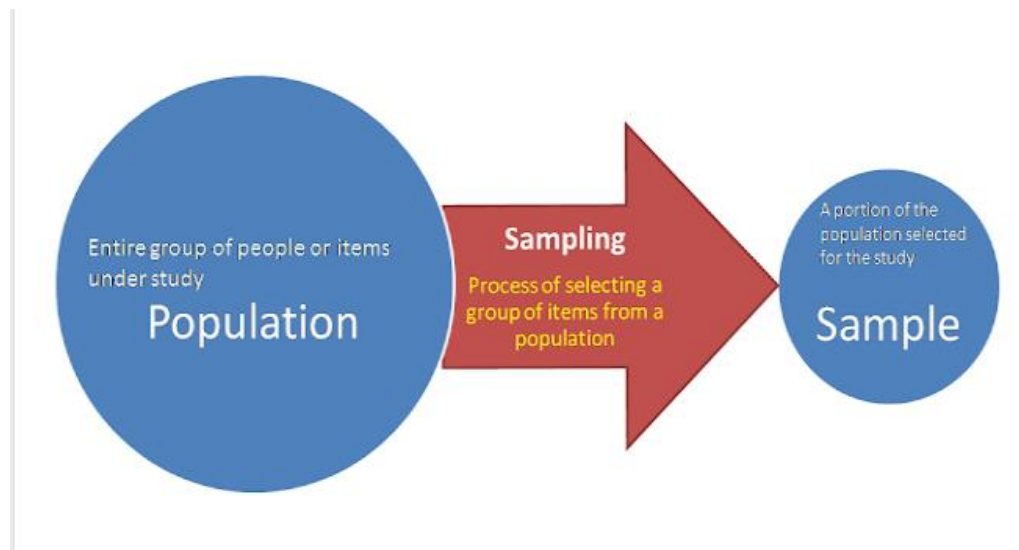 Entire group of people or items
under study
Population
Sampling
Process of selecting a
group of items from a
population
A portion of the
population selected
for the study
Sample